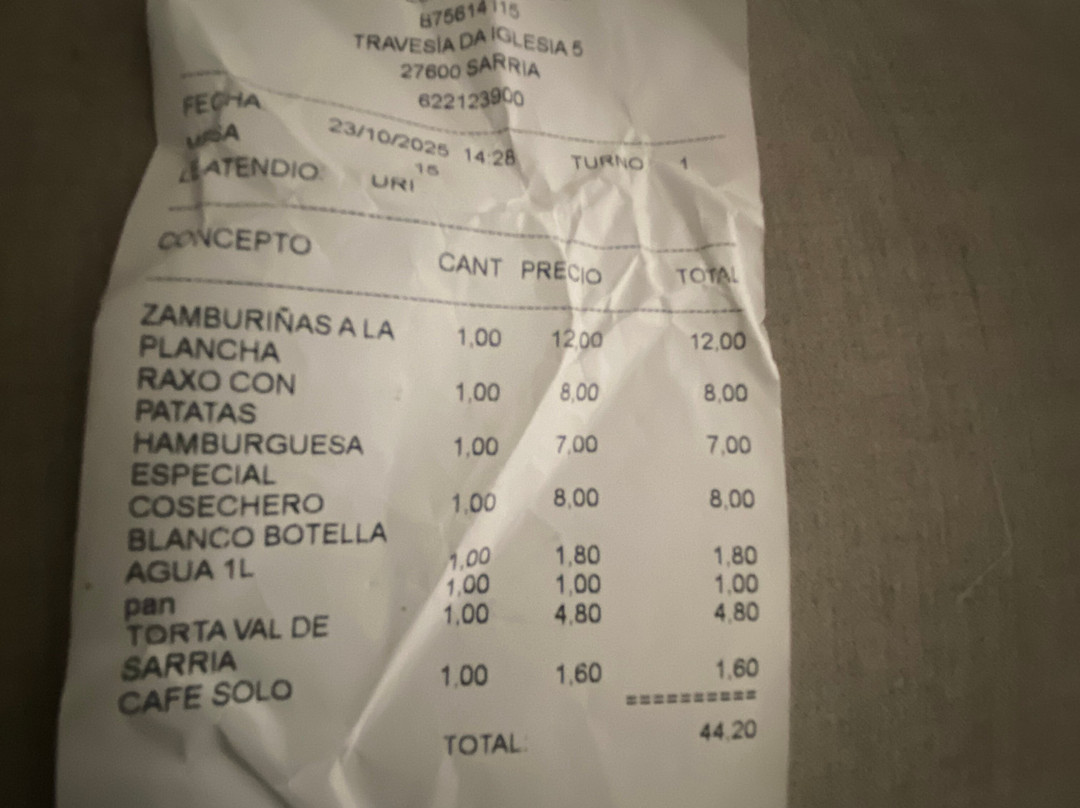 B75614115
TRAVESÍA DA IGLESIA 5
27600 SARRIA
622123900
FECHA 23/10/2025 14:28 TURNO: 1
MESA 15
LE ATENDIO: URI
CONCEPTO CANT PRECIO TOTAL
ZAMBURIÑAS A LA 1,00 12,00 12,00
PLANCHA
RAXO CON 1,00 8,00 8,00
PATATAS
HAMBURGUESA 1,00 7,00 7,00
ESPECIAL
COSECHERO 1,00 8,00 8,00
BLANCO BOTELLA
AGUA 1L 1,00 1,80 1,80
pan 1,00 1,00 1,00
TORTA VAL DE 1,00 4,80 4,80
SARRIA
CAFE SOLO 1,00 1,60 1,60
==========
TOTAL: 44,20